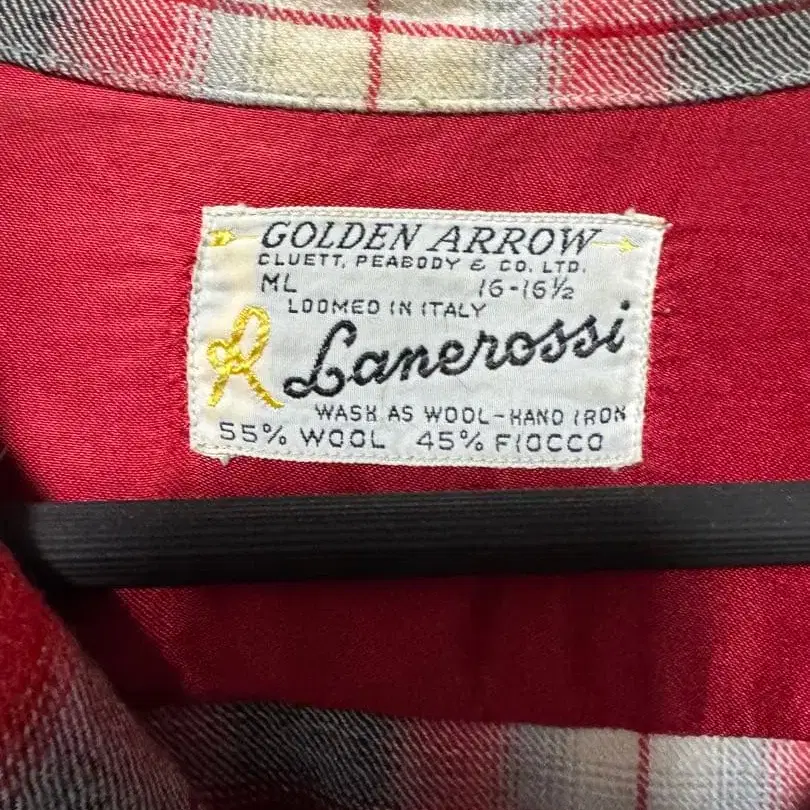 GOLDEN ARROW
CLUETT, PEABODY & CO. LTD.
ML 16-16½
LOOMED IN ITALY
R Lanerossi
WASH AS WOOL-HAND IRON
55% WOOL 45% FIOCCO